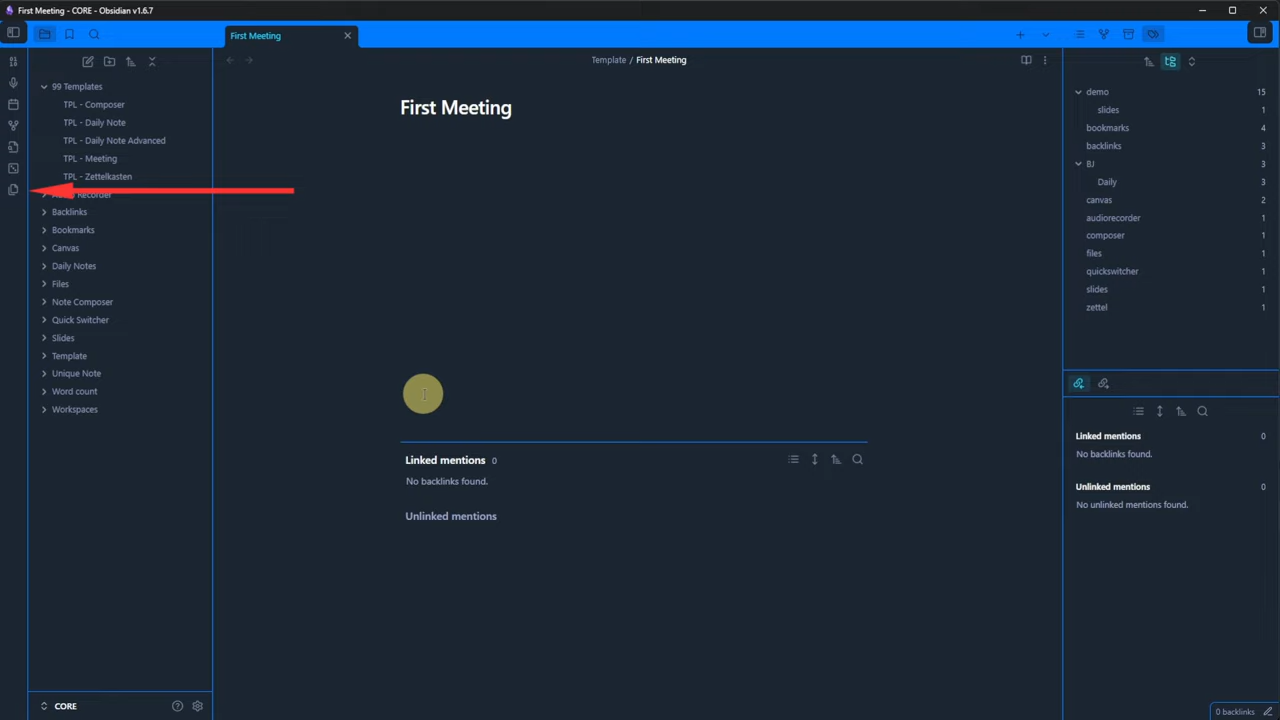 First Meeting - CORE - Obsidian v1.6.7
First Meeting
Template / First Meeting
99 Templates
TPL - Composer
TPL - Daily Note
TPL - Daily Note Advanced
TPL - Meeting
TPL - Zettelkasten
Recorder
Backlinks
Bookmarks
Canvas
Daily Notes
Files
Note Composer
Quick Switcher
Slides
Template
Unique Note
Word count
Workspaces
CORE
First Meeting
Linked mentions 0
No backlinks found.
Unlinked mentions
demo 15
slides 1
bookmarks 4
backlinks 3
BJ 3
Daily 3
canvas 2
audiorecorder 1
composer 1
files 1
quickswitcher 1
slides 1
zettel 1
Linked mentions 0
No backlinks found.
Unlinked mentions 0
No unlinked mentions found.
0 backlinks